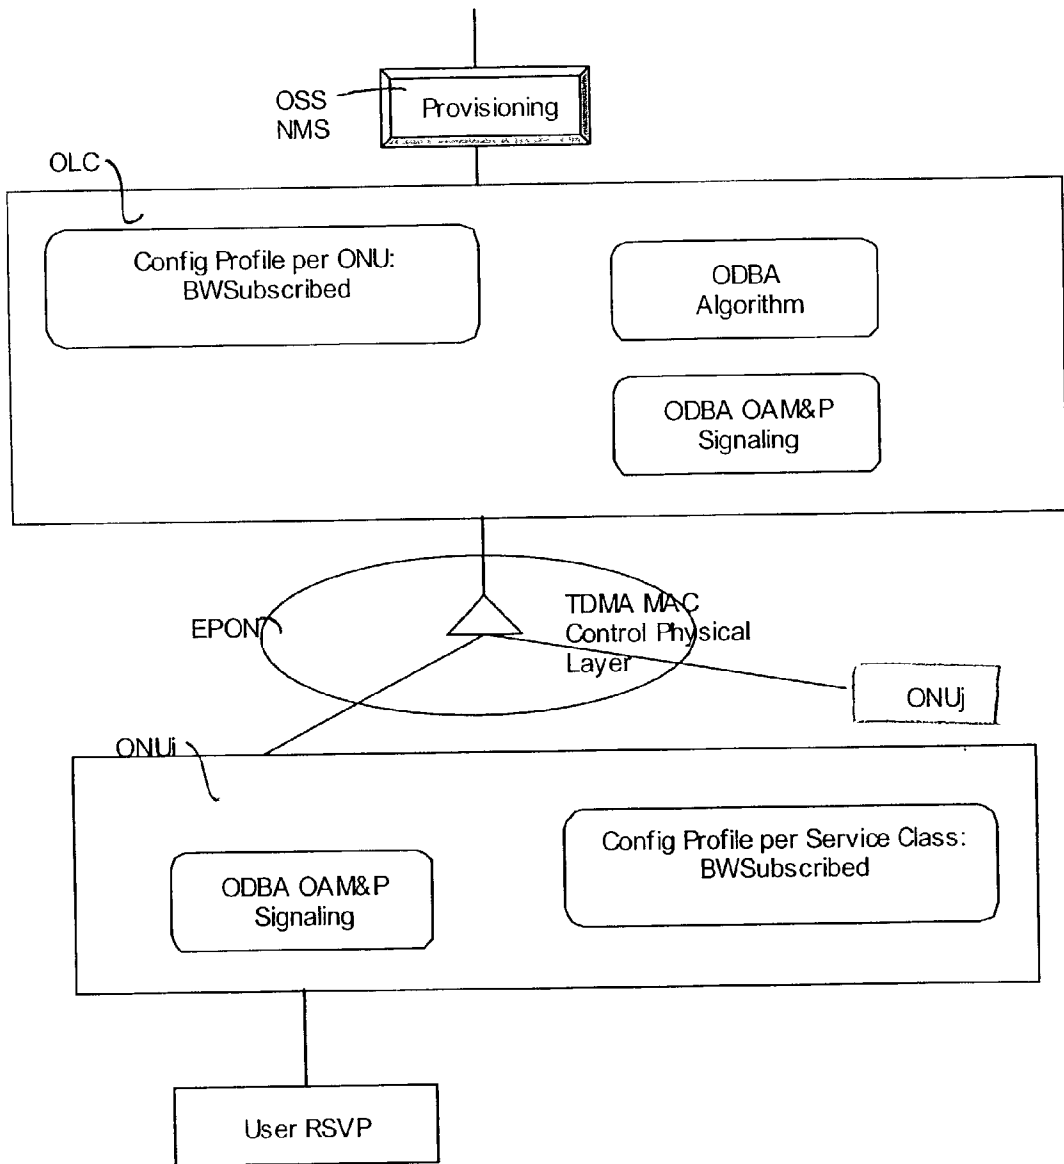 OSS
NMS
Provisioning
OLC
Config Profile per ONU:
BWSubscribed
ODBA
Algorithm
ODBA OAM&P
Signaling
EPON
TDMA MAC
Control Physical
Layer
ONUj
ONUi
Config Profile per Service Class:
BWSubscribed
ODBA OAM&P
Signaling
User RSVP